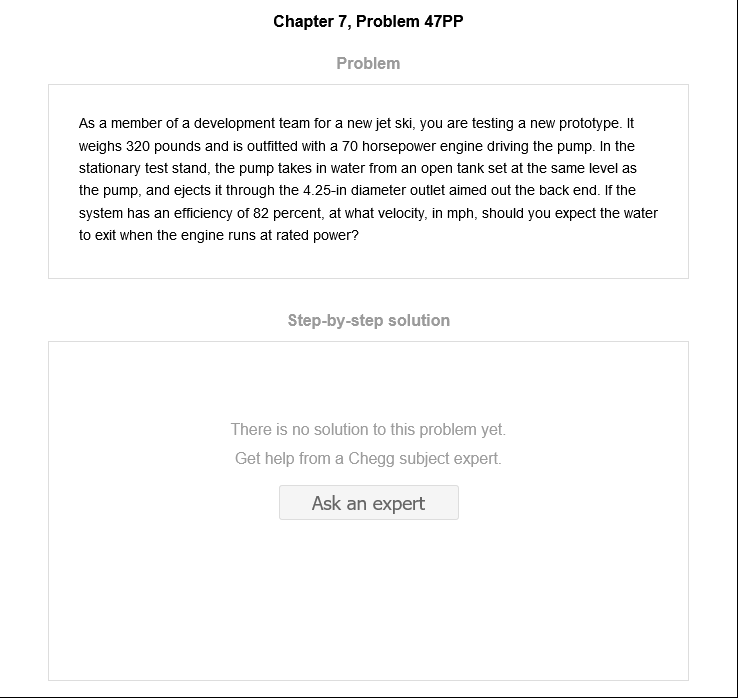 Chapter 7, Problem 47PP
Problem
As a member of a development team for a new jet ski, you are testing a new prototype. It
weighs 320 pounds and is outfitted with a 70 horsepower engine driving the pump. In the
stationary test stand, the pump takes in water from an open tank set at the same level as
the pump, and ejects it through the 4.25-in diameter outlet aimed out the back end. If the
system has an efficiency of 82 percent, at what velocity, in mph, should you expect the water
to exit when the engine runs at rated power?
Step-by-step solution
There is no solution to this problem yet.
Get help from a Chegg subject expert.
Ask an expert